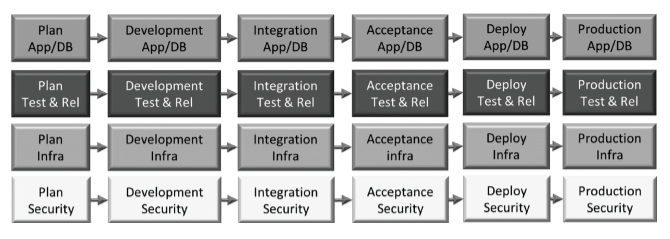 Plan
App/DB
Development
App/DB
Integration
App/DB
Acceptance
App/DB
Deploy
App/DB
Production
App/DB
Plan
Test & Rel
Development
Test & Rel
Integration
Test & Rel
Acceptance
Test & Rel
Deploy
Test & Rel
Production
Test & Rel
Plan
Infra
Development
Infra
Integration
Infra
Acceptance
infra
Deploy
Infra
Production
Infra
Plan
Security
Development
Security
Integration
Security
Acceptance
Security
Deploy
Security
Production
Security